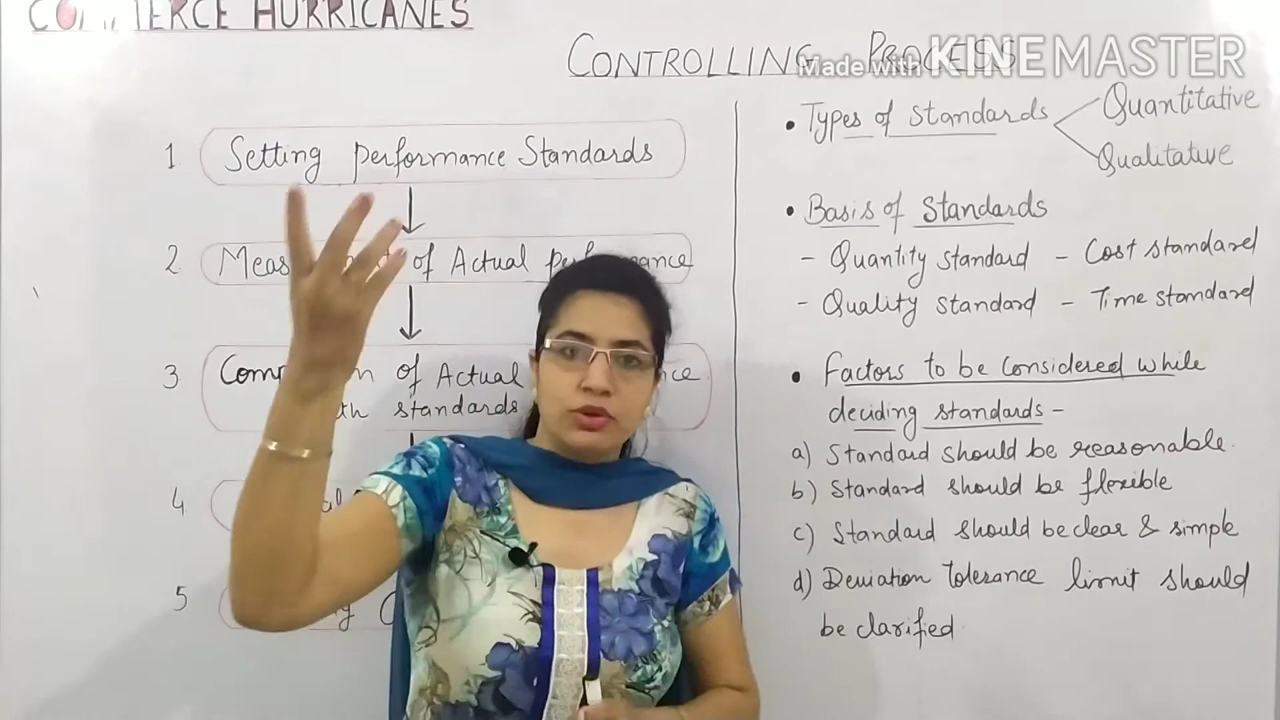 HURRICANES
CONTROLLING PROCESS
Made with KINEMASTER
1 Setting performance Standards
2 of Actual
3 of Actual
standards
4
5
• Types of Standards
Quantitative
Qualitative
• Basis of Standards
- Quantity standard - Cost standard
- Quality standard - Time standard
• Factors to be considered while
deciding standards -
a) Standard should be reasonable.
b) Standard should be flexible
c) Standard should be clear & simple
d) Deviation tolerance limit should
be clarified